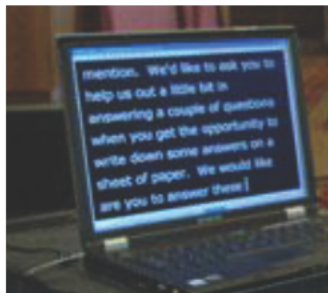 mention. We'd like to ask you to
help us out a little bit in
answering a couple of questions
when you get the opportunity to
write down some answers on a
sheet of paper. We would like
are you to answer these